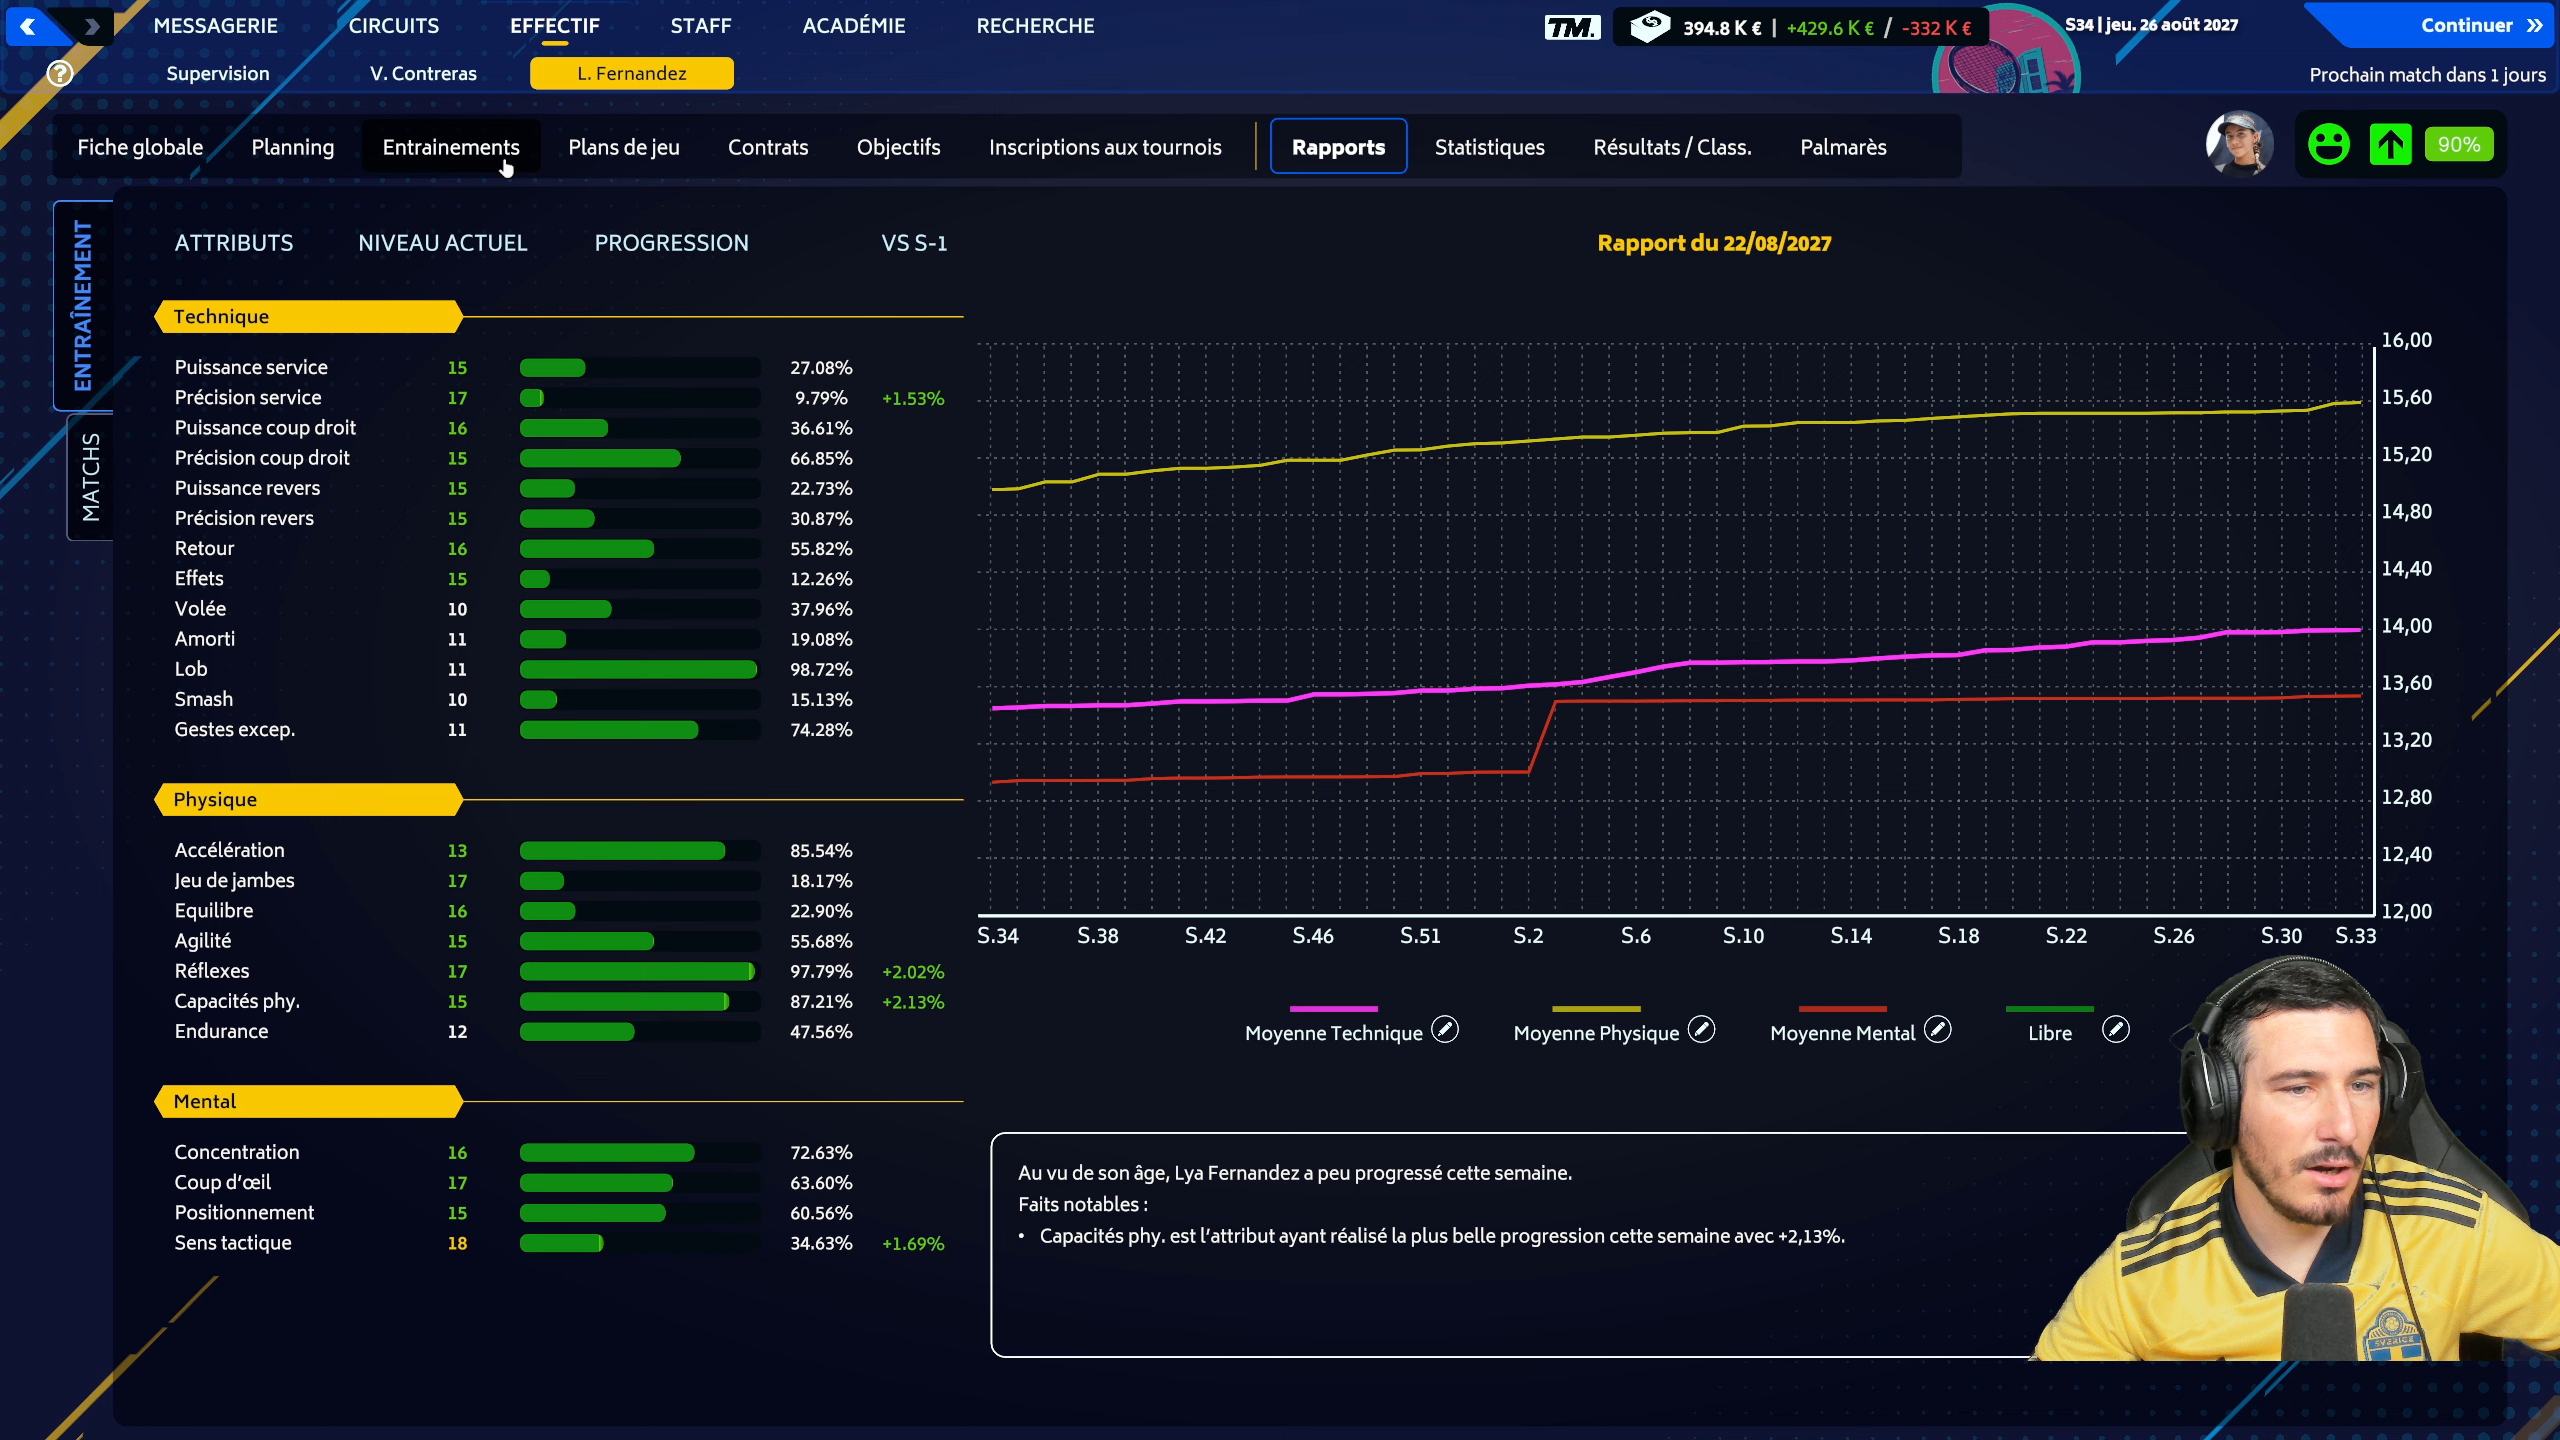 MESSAGERIE CIRCUITS EFFECTIF STAFF ACADÉMIE RECHERCHE
TM. 394.8 K € | +429.6 K € / -332 K €
S34 | jeu. 26 août 2027
Continuer
Supervision V. Contreras L. Fernandez
Prochain match dans 1 jours
Fiche globale Planning Entrainements Plans de jeu Contrats Objectifs Inscriptions aux tournois Rapports Statistiques Résultats / Class. Palmarès
90%
ENTRAÎNEMENT
MATCHS
ATTRIBUTS NIVEAU ACTUEL PROGRESSION VS S-1
Technique
Puissance service 15 27.08%
Précision service 17 9.79% +1.53%
Puissance coup droit 16 36.61%
Précision coup droit 15 66.85%
Puissance revers 15 22.73%
Précision revers 15 30.87%
Retour 16 55.82%
Effets 15 12.26%
Volée 10 37.96%
Amorti 11 19.08%
Lob 11 98.72%
Smash 10 15.13%
Gestes excep. 11 74.28%
Physique
Accélération 13 85.54%
Jeu de jambes 17 18.17%
Equilibre 16 22.90%
Agilité 15 55.68%
Réflexes 17 97.79% +2.02%
Capacités phy. 15 87.21% +2.13%
Endurance 12 47.56%
Mental
Concentration 16 72.63%
Coup d'œil 17 63.60%
Positionnement 15 60.56%
Sens tactique 18 34.63% +1.69%
Rapport du 22/08/2027
16,00
15,60
15,20
14,80
14,40
14,00
13,60
13,20
12,80
12,40
12,00
S.34 S.38 S.42 S.46 S.51 S.2 S.6 S.10 S.14 S.18 S.22 S.26 S.30 S.33
Moyenne Technique Moyenne Physique Moyenne Mental Libre
Au vu de son âge, Lya Fernandez a peu progressé cette semaine.
Faits notables :
• Capacités phy. est l'attribut ayant réalisé la plus belle progression cette semaine avec +2,13%.
SVERIGE